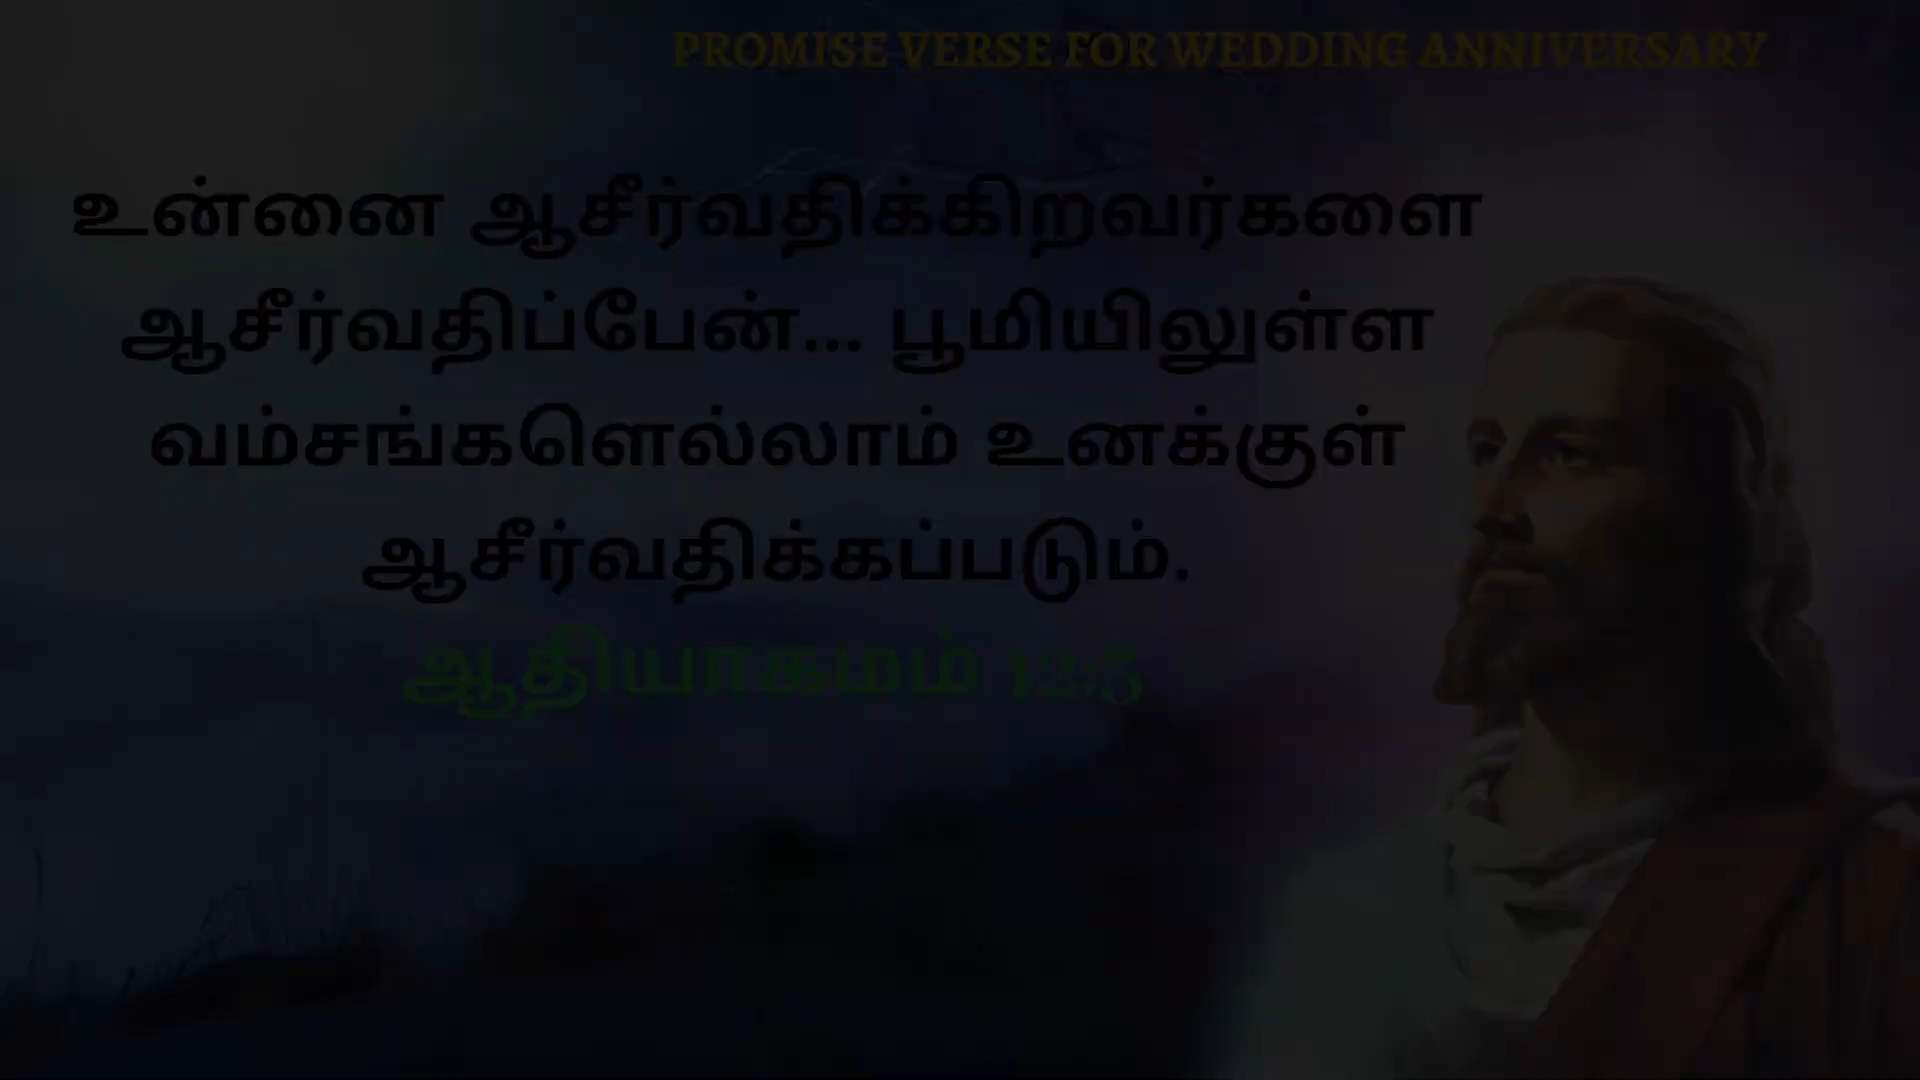 PROMISE VERSE FOR WEDDING ANNIVERSARY
உன்னை ஆசீர்வதிக்கிறவர்களை
ஆசீர்வதிப்பேன்... பூமியிலுள்ள
வம்சங்களெல்லாம் உனக்குள்
ஆசீர்வதிக்கப்படும்.
ஆதியாகமம் 12:3